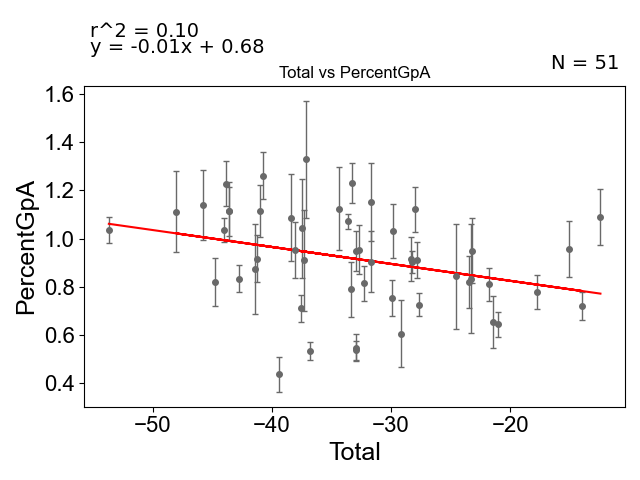 r^2 = 0.10
y = -0.01x + 0.68
N = 51
Total vs PercentGpA
1.6
1.4
1.2
1.0
0.8
0.6
0.4
PercentGpA
−50
−40
−30
−20
Total